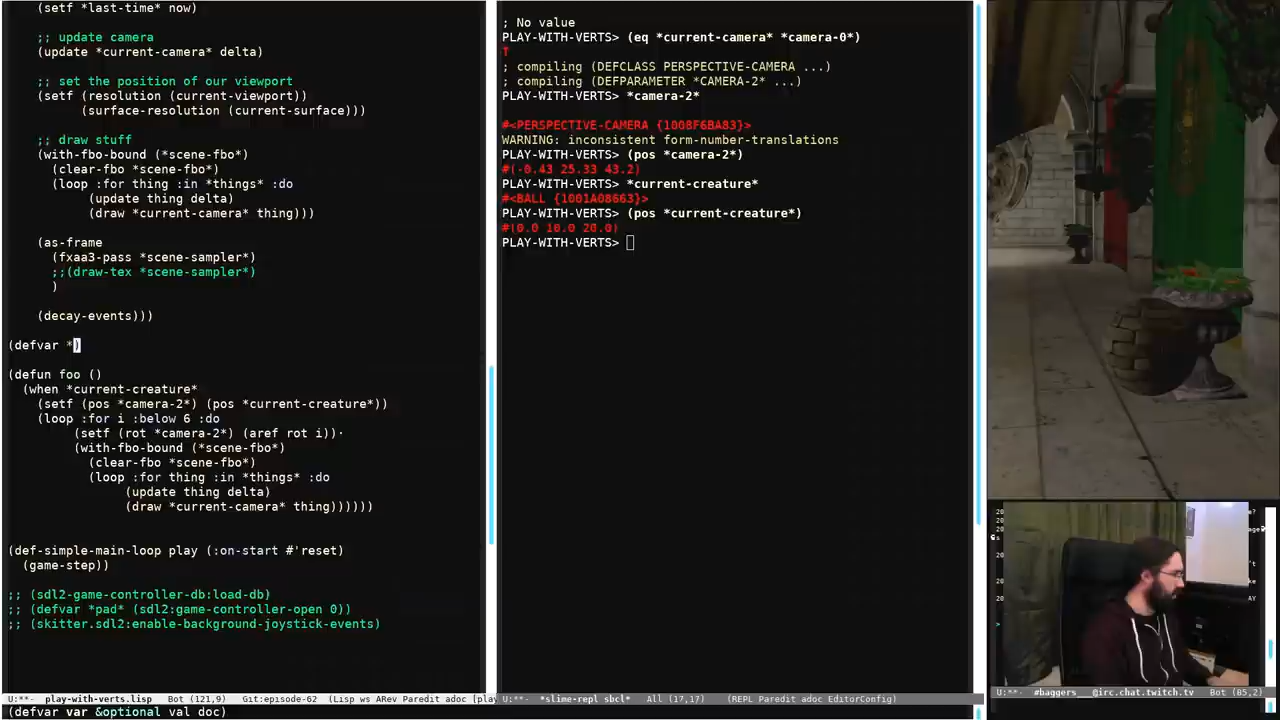 (setf *last-time* now)
;; update camera
(update *current-camera* delta)
;; set the position of our viewport
(setf (resolution (current-viewport))
(surface-resolution (current-surface)))
;; draw stuff
(with-fbo-bound (*scene-fbo*)
(clear-fbo *scene-fbo*)
(loop :for thing :in *things* :do
(update thing delta)
(draw *current-camera* thing)))
(as-frame
(fxaa3-pass *scene-sampler*)
;;(draw-tex *scene-sampler*)
)
(decay-events)))
(defvar *)
(defun foo ()
(when *current-creature*
(setf (pos *camera-2*) (pos *current-creature*))
(loop :for i :below 6 :do
(setf (rot *camera-2*) (aref rot i))·
(with-fbo-bound (*scene-fbo*)
(clear-fbo *scene-fbo*)
(loop :for thing :in *things* :do
(update thing delta)
(draw *current-camera* thing))))))
(def-simple-main-loop play (:on-start #'reset)
(game-step))
;; (sdl2-game-controller-db:load-db)
;; (defvar *pad* (sdl2:game-controller-open 0))
;; (skitter.sdl2:enable-background-joystick-events)
U:**- play-with-verts.lisp Bot (121,9) Git:episode-62 (Lisp ws ARev Paredit adoc [play
(defvar var &optional val doc)
; No value
PLAY-WITH-VERTS> (eq *current-camera* *camera-0*)
T
; compiling (DEFCLASS PERSPECTIVE-CAMERA ...)
; compiling (DEFPARAMETER *CAMERA-2* ...)
PLAY-WITH-VERTS> *camera-2*
#<PERSPECTIVE-CAMERA {1008F6BA83}>
WARNING: inconsistent form-number-translations
PLAY-WITH-VERTS> (pos *camera-2*)
#(-0.43 25.33 43.2)
PLAY-WITH-VERTS> *current-creature*
#<BALL {1001A08663}>
PLAY-WITH-VERTS> (pos *current-creature*)
#(0.0 10.0 20.0)
PLAY-WITH-VERTS>
U:**- *slime-repl sbcl* All (17,17) (REPL Paredit adoc EditorConfig)
U:**- #baggers__@irc.chat.twitch.tv Bot (85,2)